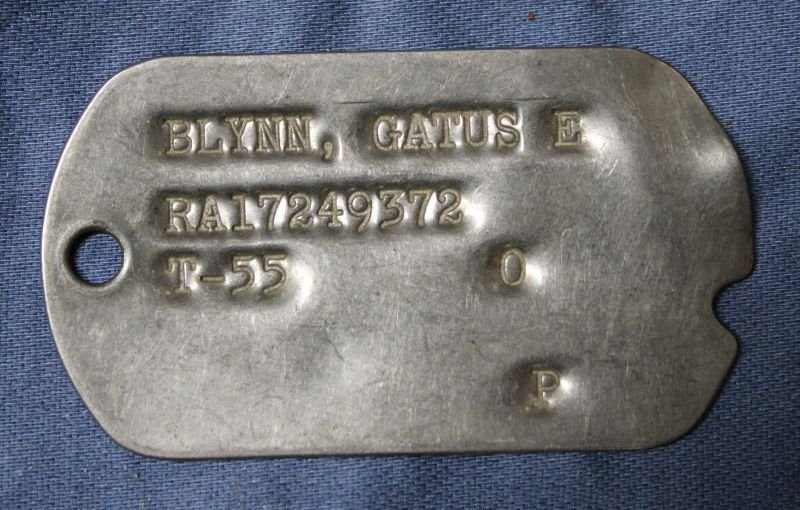 BLYNN, GATUS E
RA17249372
T-55 O
P